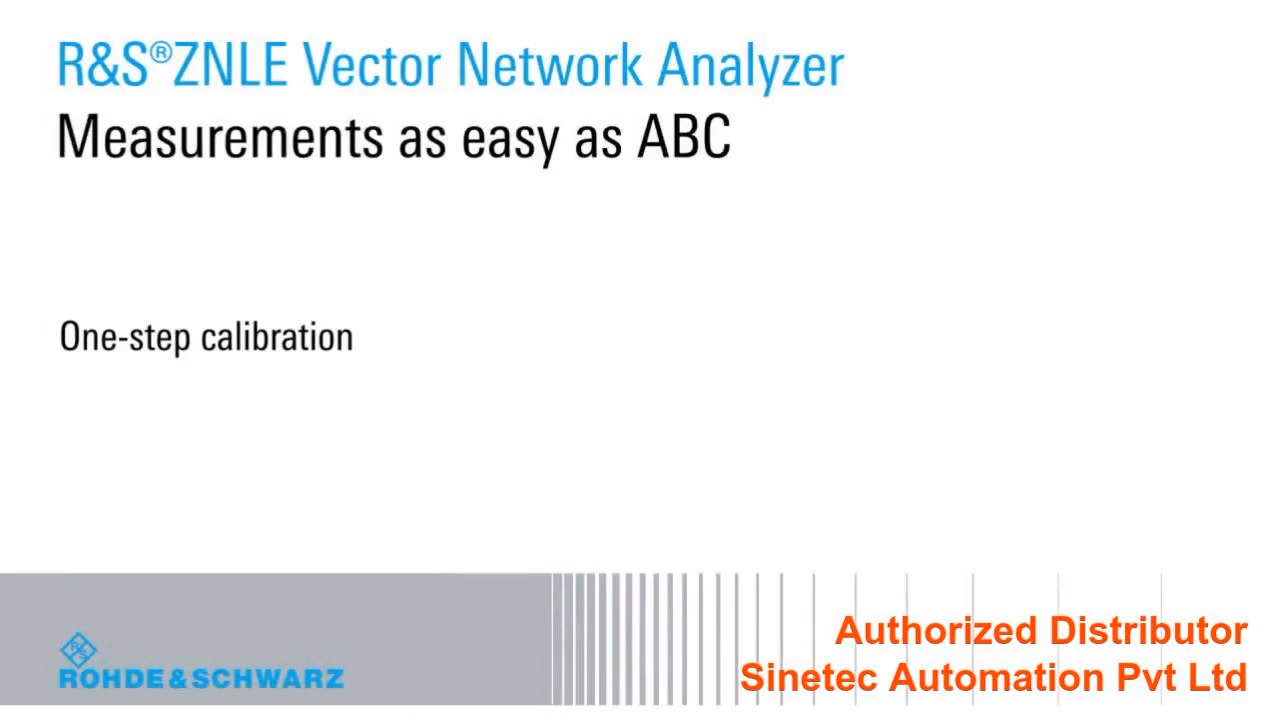 R&S®ZNLE Vector Network Analyzer
Measurements as easy as ABC
One-step calibration
R&S
ROHDE&SCHWARZ
Authorized Distributor
Sinetec Automation Pvt Ltd